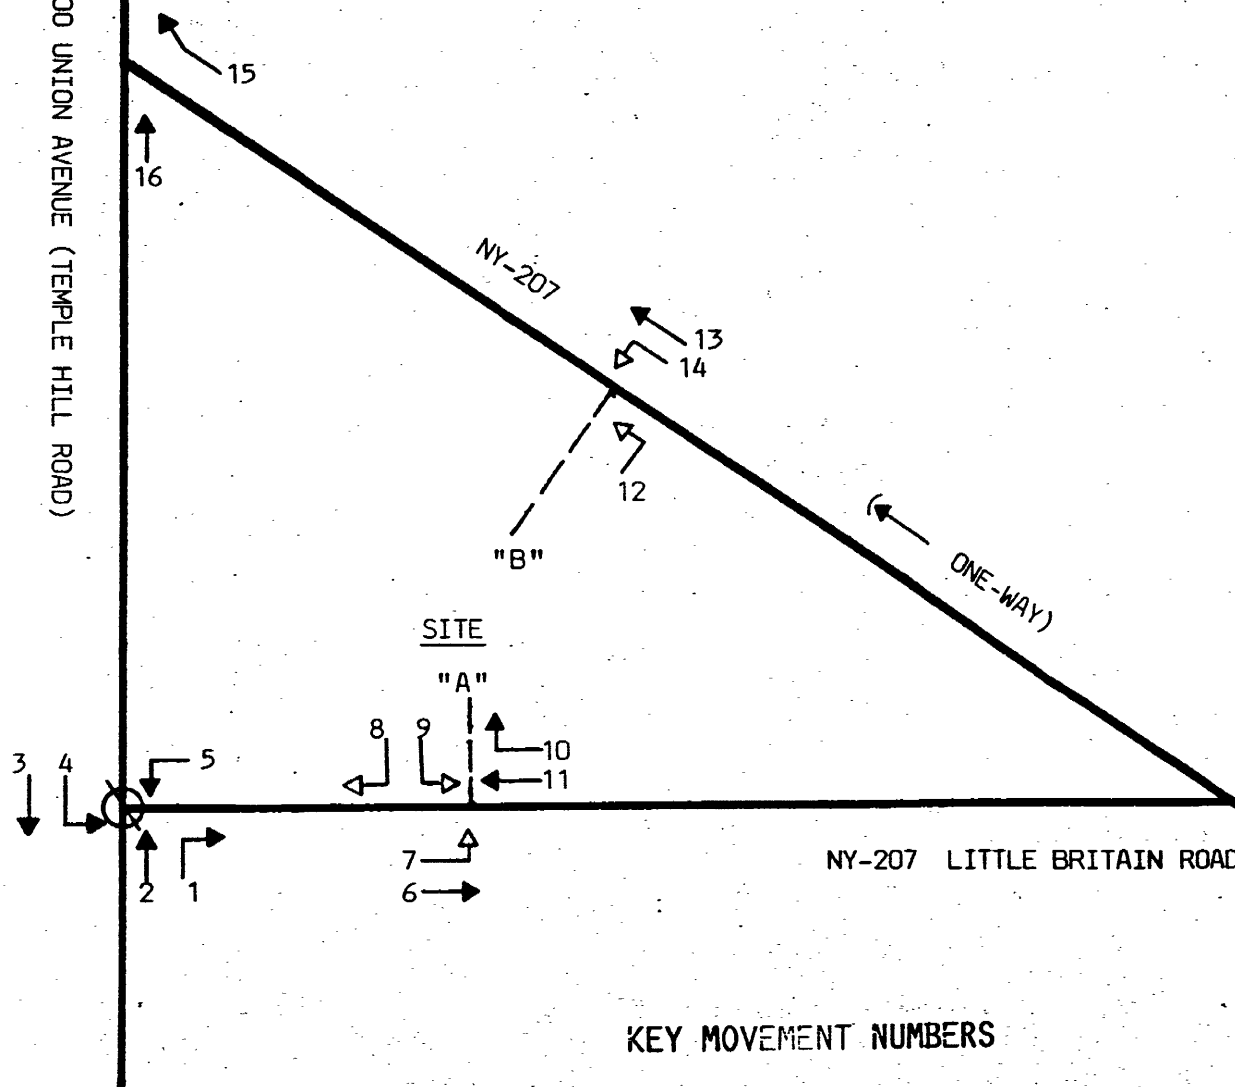 15
16
00 UNION AVENUE (TEMPLE HILL ROAD)
NY-207
13
14
12
"B"
( ONE-WAY)
SITE
"A"
8 9
10
11
3 4 5
7
6
2 1
NY-207 LITTLE BRITAIN ROAD
KEY MOVEMENT NUMBERS